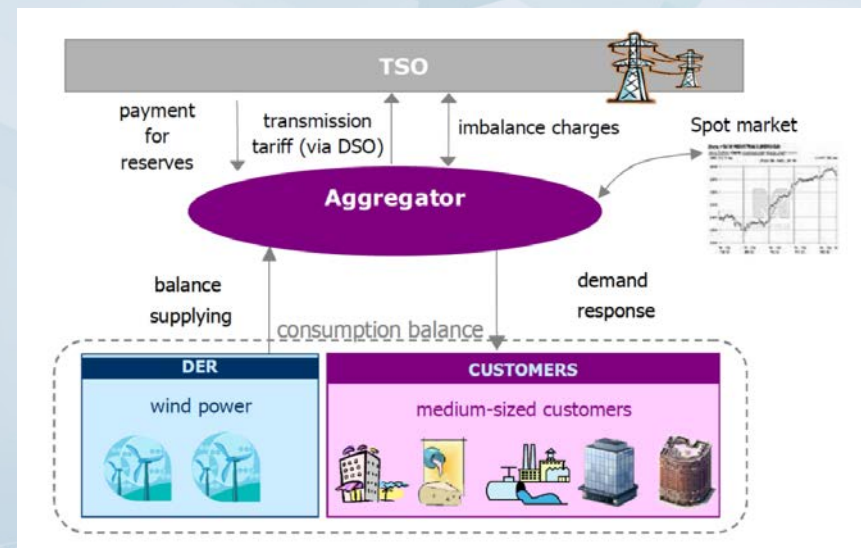 TSO
payment
for
reserves
transmission
tariff (via DSO)
imbalance charges
Spot market
Aggregator
balance
supplying
demand
response
consumption balance
DER
CUSTOMERS
wind power
medium-sized customers